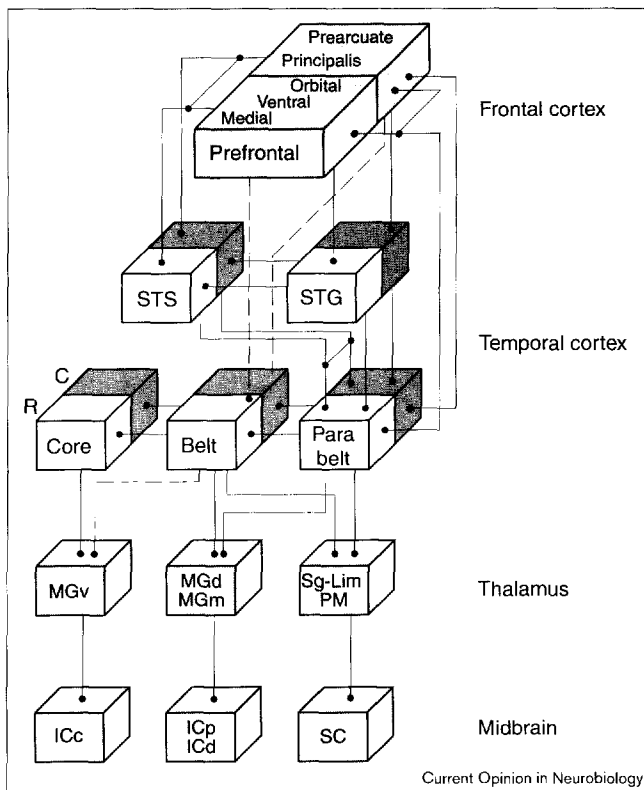 Prearcuate
Principalis
Orbital
Ventral
Medial
Prefrontal
Frontal cortex
STS
STG
Temporal cortex
C
R
Core
Belt
Para
belt
MGv
MGd
MGm
Sg-Lim
PM
Thalamus
ICc
ICp
ICd
SC
Midbrain
Current Opinion in Neurobiology